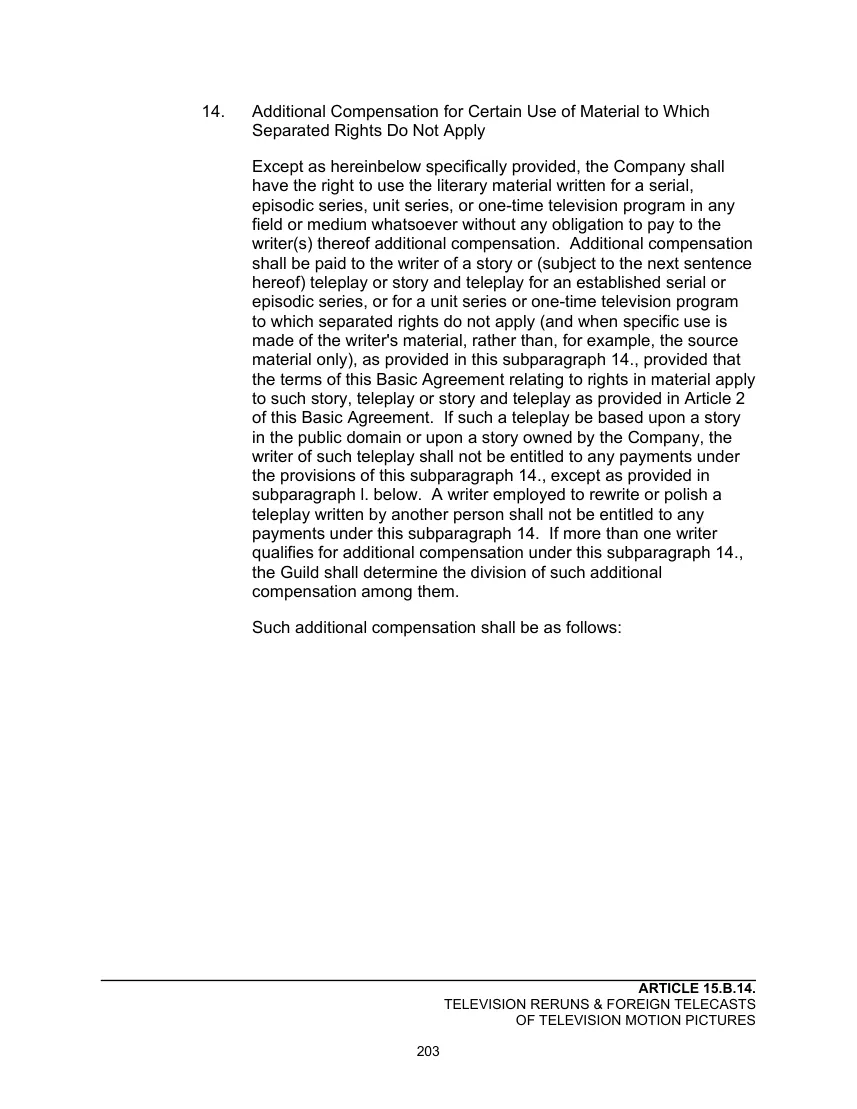 14. Additional Compensation for Certain Use of Material to Which
Separated Rights Do Not Apply
Except as hereinbelow specifically provided, the Company shall
have the right to use the literary material written for a serial,
episodic series, unit series, or one-time television program in any
field or medium whatsoever without any obligation to pay to the
writer(s) thereof additional compensation.  Additional compensation
shall be paid to the writer of a story or (subject to the next sentence
hereof) teleplay or story and teleplay for an established serial or
episodic series, or for a unit series or one-time television program
to which separated rights do not apply (and when specific use is
made of the writer's material, rather than, for example, the source
material only), as provided in this subparagraph 14., provided that
the terms of this Basic Agreement relating to rights in material apply
to such story, teleplay or story and teleplay as provided in Article 2
of this Basic Agreement.  If such a teleplay be based upon a story
in the public domain or upon a story owned by the Company, the
writer of such teleplay shall not be entitled to any payments under
the provisions of this subparagraph 14., except as provided in
subparagraph l. below.  A writer employed to rewrite or polish a
teleplay written by another person shall not be entitled to any
payments under this subparagraph 14.  If more than one writer
qualifies for additional compensation under this subparagraph 14.,
the Guild shall determine the division of such additional
compensation among them.
Such additional compensation shall be as follows:
ARTICLE 15.B.14.
TELEVISION RERUNS & FOREIGN TELECASTS
OF TELEVISION MOTION PICTURES
203